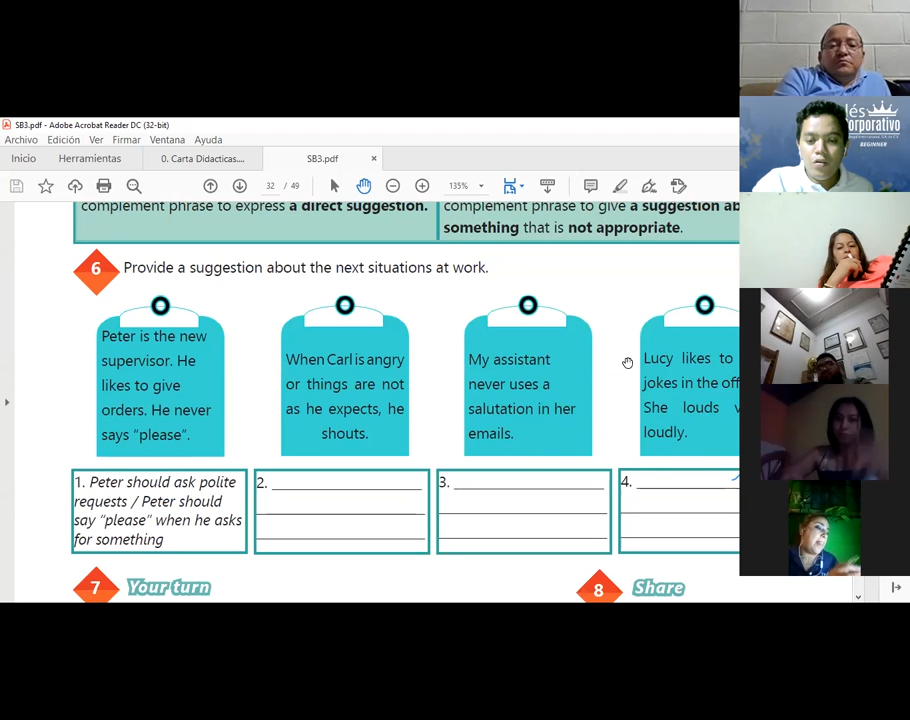 SB3.pdf - Adobe Acrobat Reader DC (32-bit)
Archivo Edición Ver Firmar Ventana Ayuda
Inicio Herramientas 0. Carta Didacticas.... SB3.pdf ×
32 / 49 135%
complement phrase to express a direct suggestion.
complement phrase to give a suggestion
something that is not appropriate.
6 Provide a suggestion about the next situations at work.
Peter is the new
supervisor. He
likes to give
orders. He never
says “please”.
When Carl is angry
or things are not
as he expects, he
shouts.
My assistant
never uses a
salutation in her
emails.
Lucy likes to
jokes in the
She louds
loudly.
1. Peter should ask polite
requests / Peter should
say “please” when he asks
for something
2.
3.
4.
7 Your turn
8 Share
BEGINNER